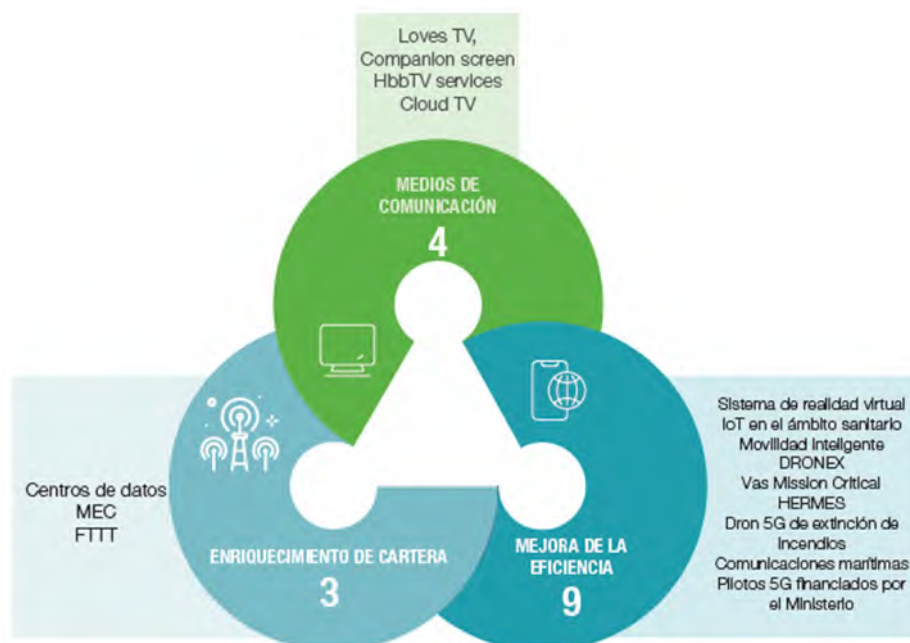 Loves TV,
Companion screen
HbbTV services
Cloud TV
MEDIOS DE
COMUNICACIÓN
4
Centros de datos
MEC
FTTT
ENRIQUECIMIENTO DE CARTERA
3
MEJORA DE LA
EFICIENCIA
9
Sistema de realidad virtual
IoT en el ámbito sanitario
Movilidad Inteligente
DRONEX
Vas Mission Critical
HERMES
Dron 5G de extinción de
Incendios
Comunicaciones marítimas
Pilotos 5G financiados por
el Ministerio